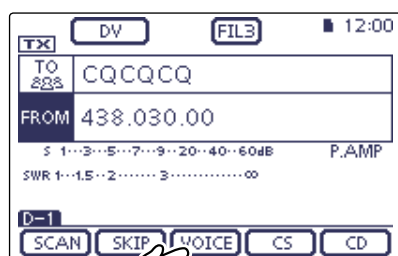 DV FIL3 12:00
TX
TO CQCQCQ
FROM 438.030.00
S 1···3···5···7···9··20··40··60dB P.AMP
SWR 1···1.5··2·······3·············∞
D-1
SCAN SKIP VOICE CS CD